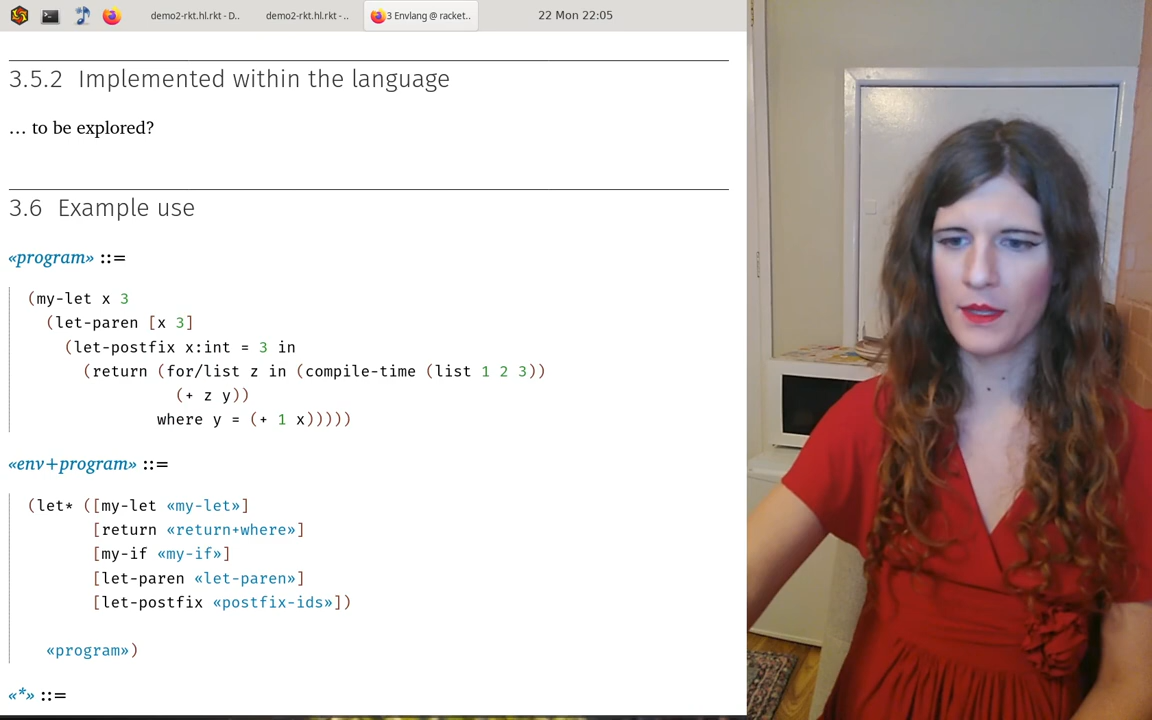 demo2-rkt.hl.rkt - D.. demo2-rkt.hl.rkt - .. 3 Envlang @ racket.. 22 Mon 22:05
3.5.2 Implemented within the language
… to be explored?
3.6 Example use
«program» ::=
(my-let x 3
(let-paren [x 3]
(let-postfix x:int = 3 in
(return (for/list z in (compile-time (list 1 2 3))
(+ z y))
where y = (+ 1 x)))))
«env+program» ::=
(let* ([my-let «my-let»]
[return «return+where»]
[my-if «my-if»]
[let-paren «let-paren»]
[let-postfix «postfix-ids»])
«program»)
«*» ::=